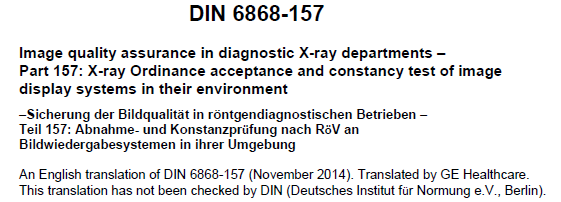 DIN 6868-157
Image quality assurance in diagnostic X-ray departments –
Part 157: X-ray Ordinance acceptance and constancy test of image
display systems in their environment
–Sicherung der Bildqualität in röntgendiagnostischen Betrieben –
Teil 157: Abnahme- und Konstanzprüfung nach RöV an
Bildwiedergabesystemen in ihrer Umgebung
An English translation of DIN 6868-157 (November 2014). Translated by GE Healthcare.
This translation has not been checked by DIN (Deutsches Institut für Normung e.V., Berlin).